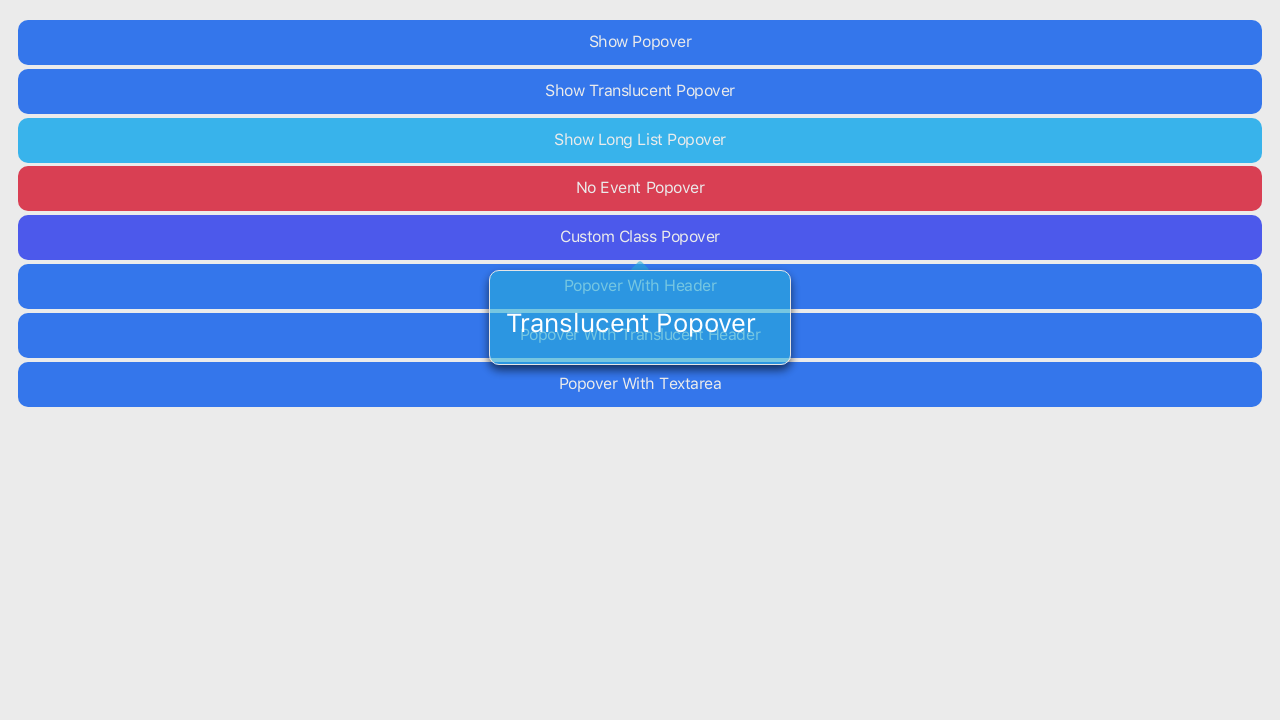 Show Popover
Show Translucent Popover
Show Long List Popover
No Event Popover
Custom Class Popover
Popover With Header
Translucent Popover
Popover With Translucent Header
Popover With Textarea